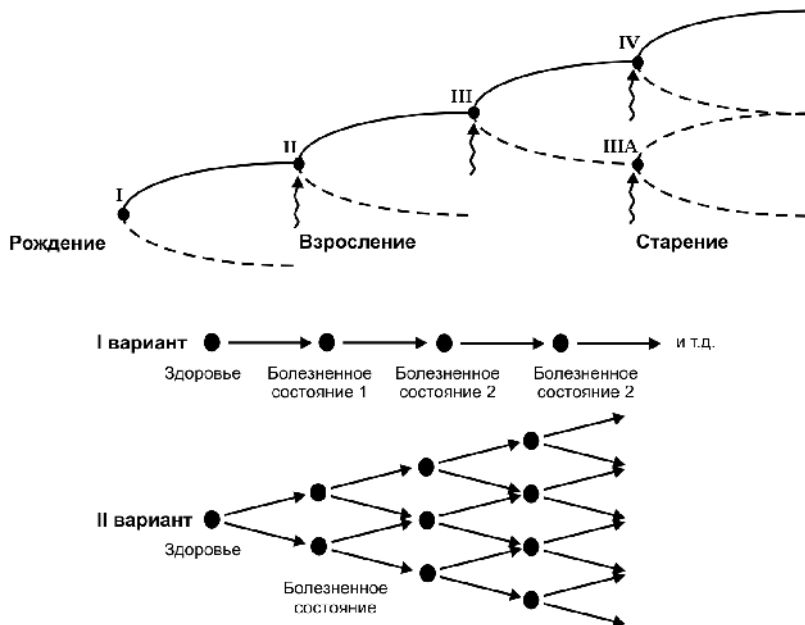 IV
III
II
IIIA
I
Рождение
Взросление
Старение
I вариант
и т.д.
Здоровье
Болезненное
состояние 1
Болезненное
состояние 2
Болезненное
состояние 2
II вариант
Здоровье
Болезненное
состояние